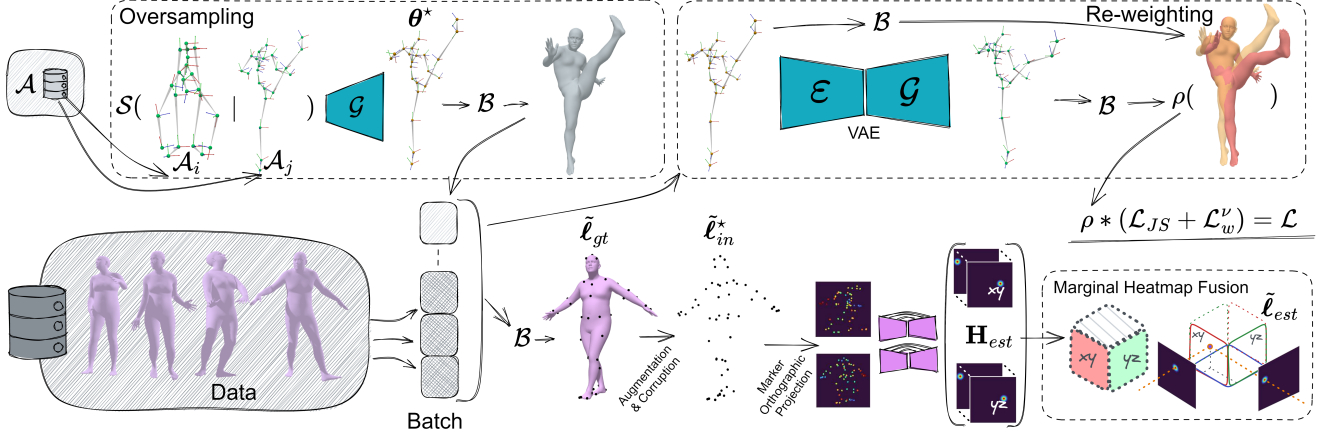 Oversampling
θ*
B
Re-weighting
A
S( | )
G
B
E
G
VAE
B
ρ( )
A_i
A_j
ρ ∗ (L_JS + L_w^ν) = L
ℓ̃_gt
ℓ̃*_in
xy
Marginal Heatmap Fusion
ℓ̃_est
B
H_est
xy
yz
xy
yz
Augmentation
& Corruption
Marker
Orthographic
Projection
yz
Data
Batch